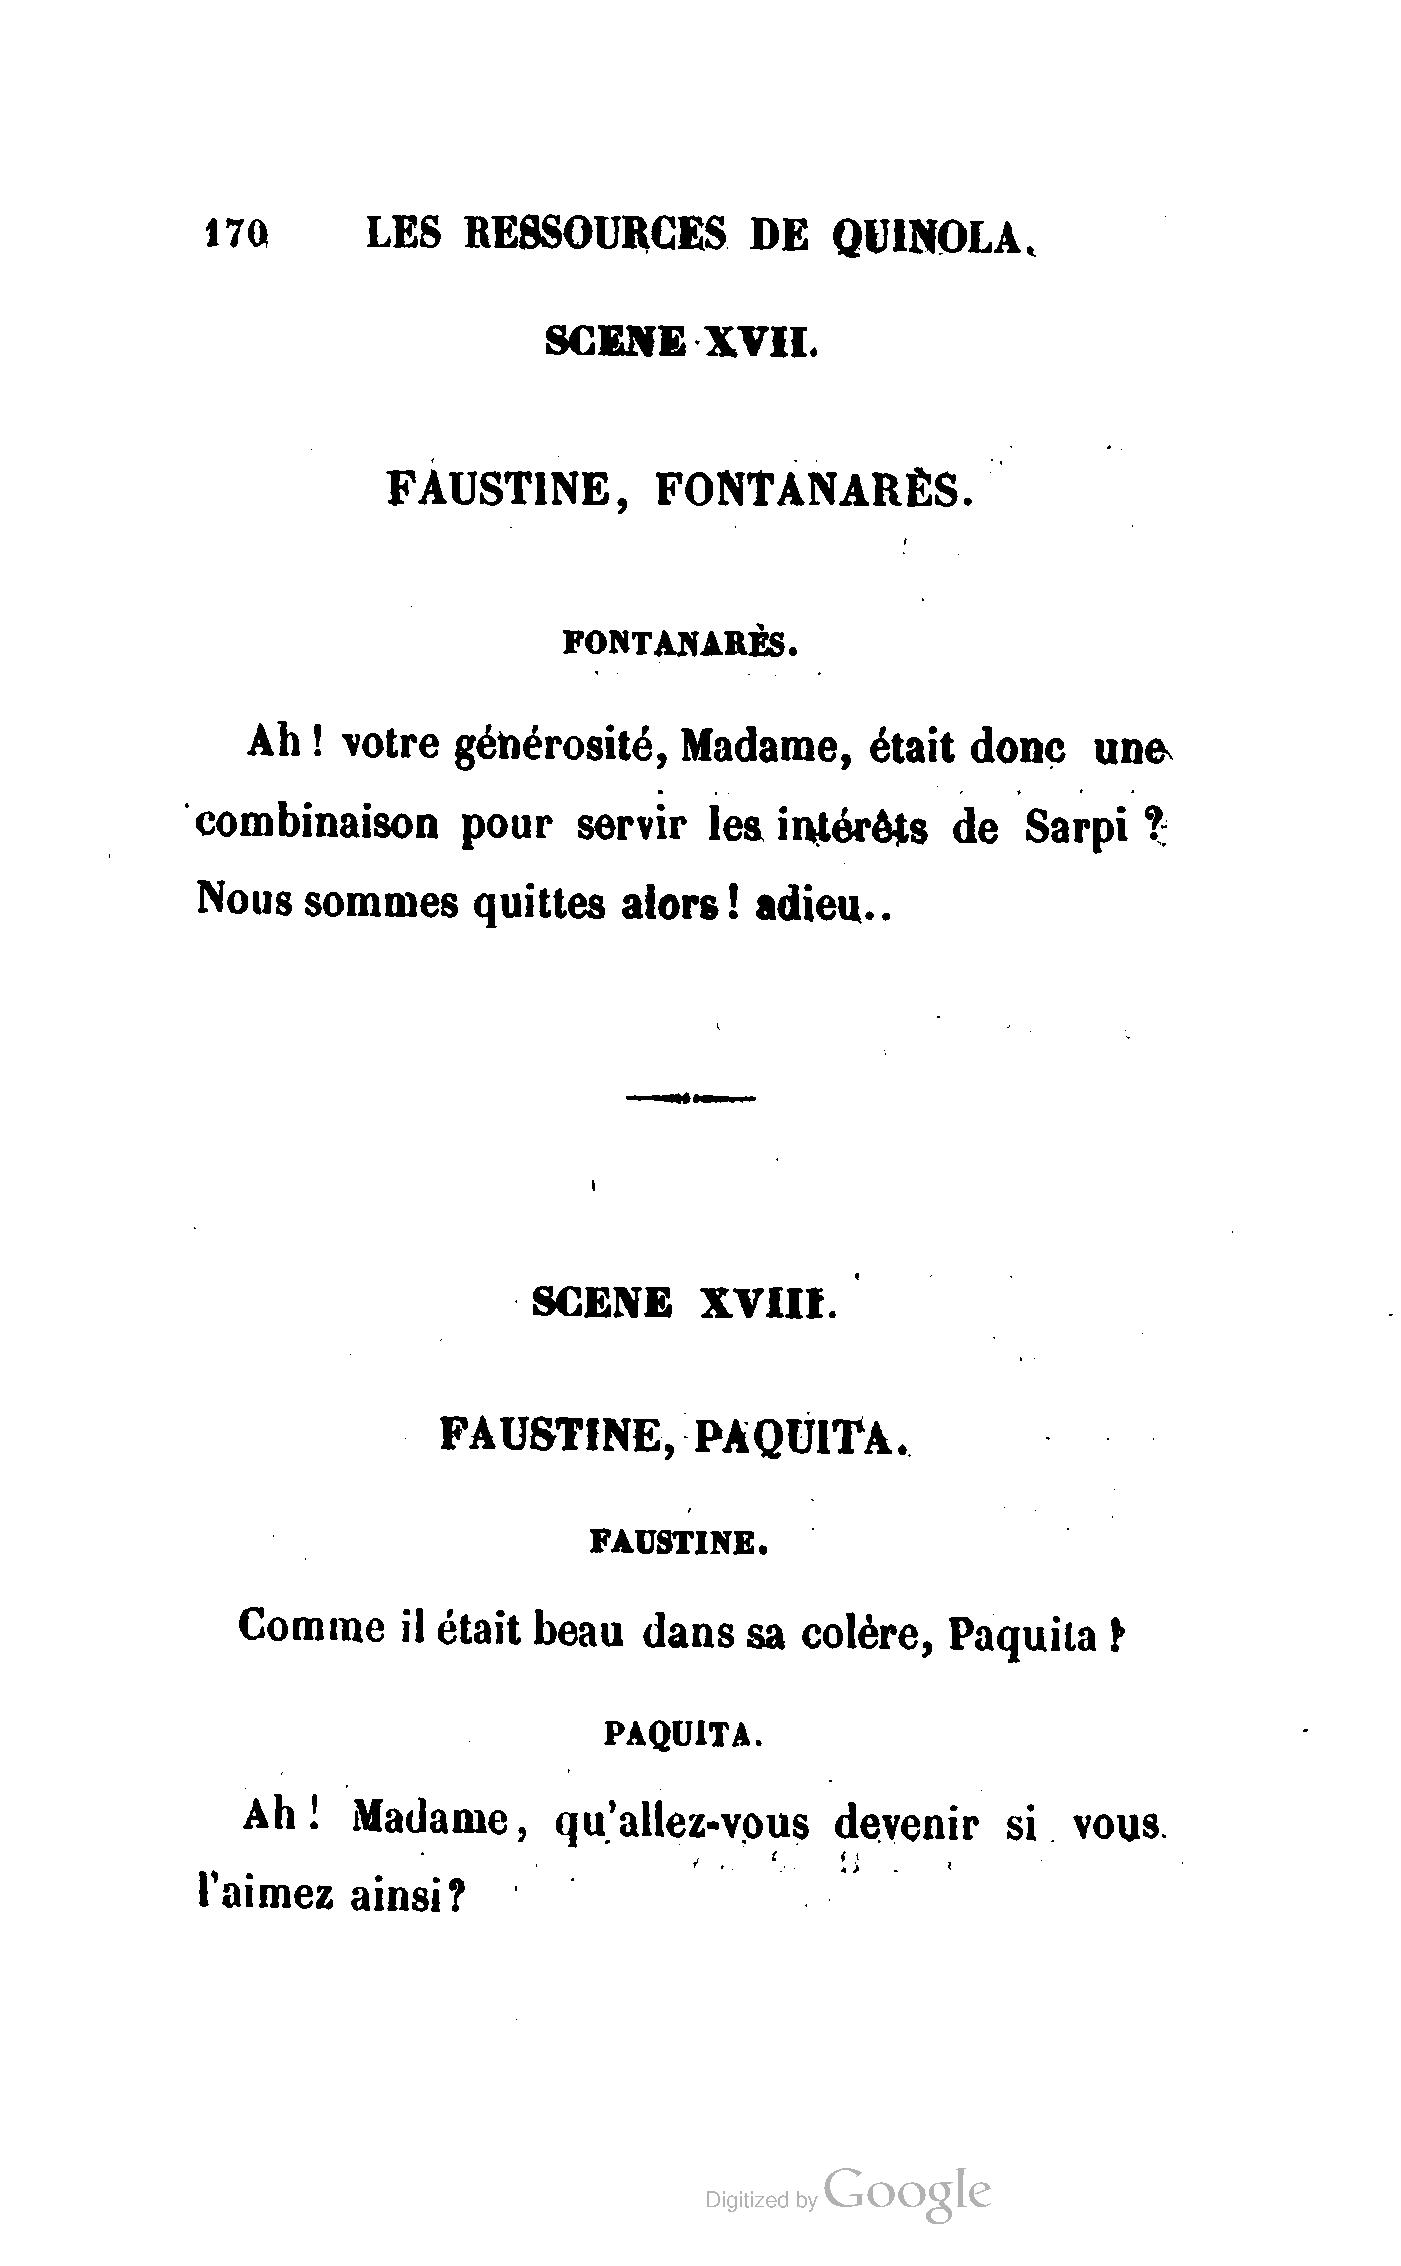 170 LES RESSOURCES DE QUINOLA.
SCENE XVII.
FAUSTINE, FONTANARÈS.
FONTANARÈS.
Ah ! votre générosité, Madame, était donc une
combinaison pour servir les intérêts de Sarpi ?
Nous sommes quittes alors ! adieu..
SCENE XVIII.
FAUSTINE, PAQUITA.
FAUSTINE.
Comme il était beau dans sa colère, Paquita !
PAQUITA.
Ah ! Madame, qu'allez-vous devenir si vous
l'aimez ainsi?
Digitized by Google